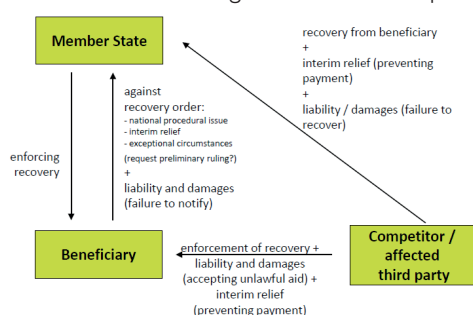 Member State
recovery from beneficiary
+
interim relief (preventing
payment)
+
liability / damages (failure to
recover)
against
recovery order:
- national procedural issue
- interim relief
- exceptional circumstances
(request preliminary ruling?)
+
liability and damages
(failure to notify)
enforcing
recovery
Beneficiary
enforcement of recovery +
liability and damages
(accepting unlawful aid) +
interim relief
(preventing payment)
Competitor /
affected
third party